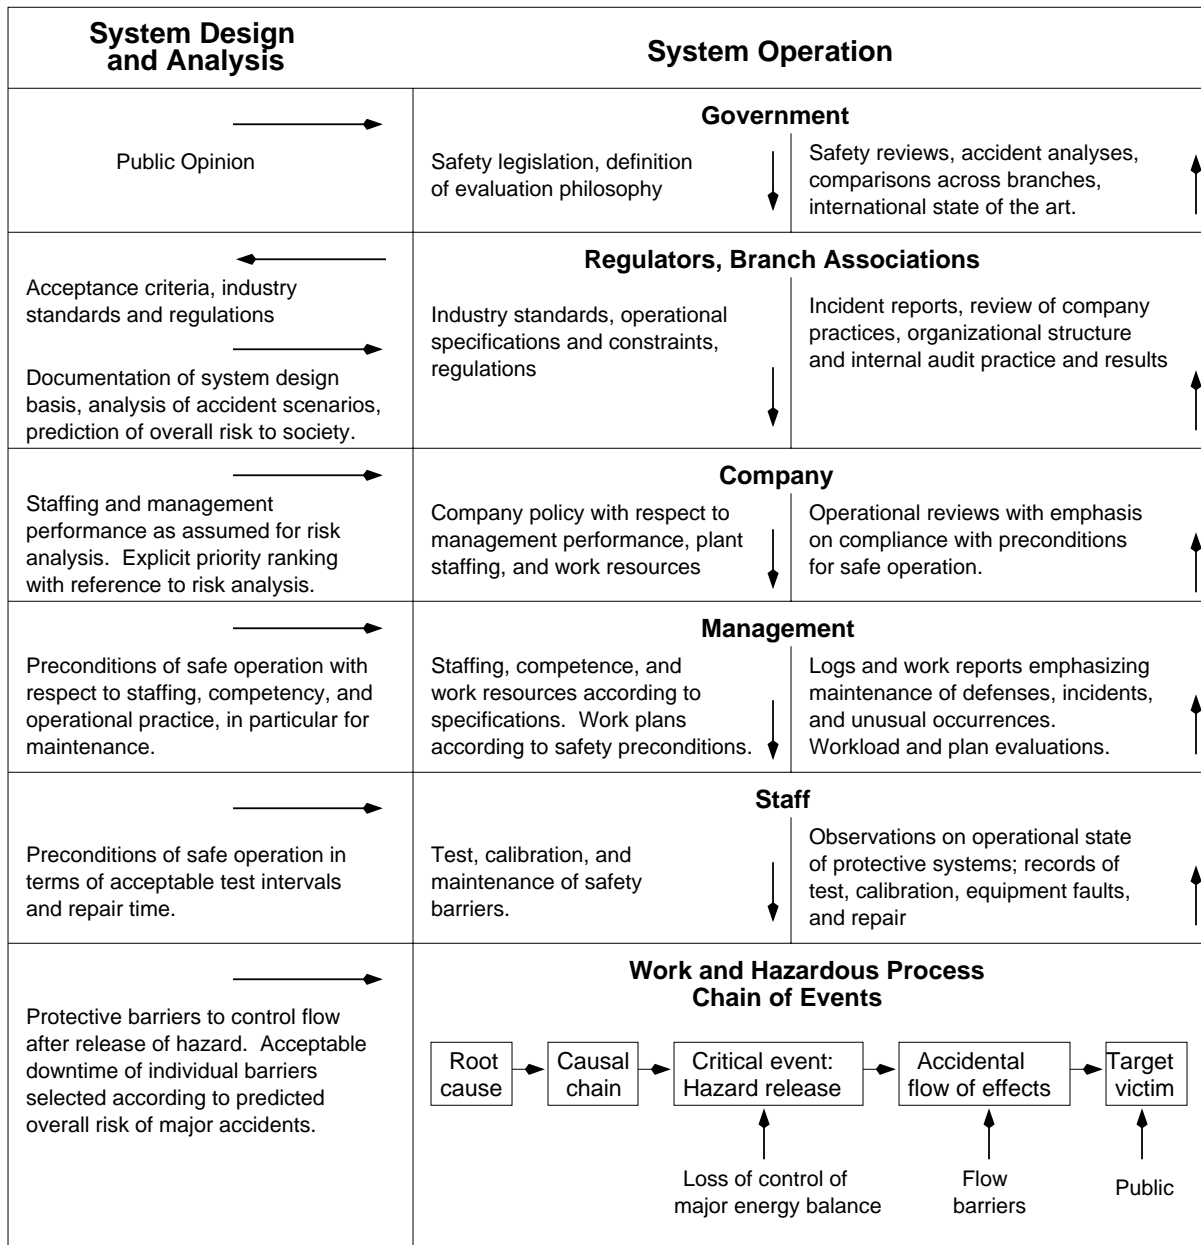 System Design
and Analysis
System Operation
Public Opinion
Government
Safety legislation, definition
of evaluation philosophy
Safety reviews, accident analyses,
comparisons across branches,
international state of the art.
Acceptance criteria, industry
standards and regulations
Documentation of system design
basis, analysis of accident scenarios,
prediction of overall risk to society.
Regulators, Branch Associations
Industry standards, operational
specifications and constraints,
regulations
Incident reports, review of company
practices, organizational structure
and internal audit practice and results
Staffing and management
performance as assumed for risk
analysis.  Explicit priority ranking
with reference to risk analysis.
Company
Company policy with respect to
management performance, plant
staffing, and work resources
Operational reviews with emphasis
on compliance with preconditions
for safe operation.
Preconditions of safe operation with
respect to staffing, competency, and
operational practice, in particular for
maintenance.
Management
Staffing, competence, and
work resources according to
specifications.  Work plans
according to safety preconditions.
Logs and work reports emphasizing
maintenance of defenses, incidents,
and unusual occurrences.
Workload and plan evaluations.
Preconditions of safe operation in
terms of acceptable test intervals
and repair time.
Staff
Test, calibration, and
maintenance of safety
barriers.
Observations on operational state
of protective systems; records of
test, calibration, equipment faults,
and repair
Protective barriers to control flow
after release of hazard.  Acceptable
downtime of individual barriers
selected according to predicted
overall risk of major accidents.
Work and Hazardous Process
Chain of Events
Root
cause
Causal
chain
Critical event:
Hazard release
Accidental
flow of effects
Target
victim
Loss of control of
major energy balance
Flow
barriers
Public